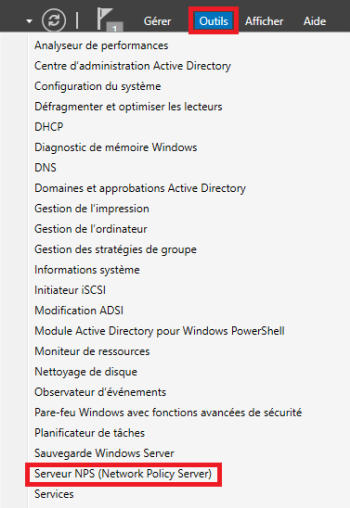 1 Gérer Outils Afficher Aide
Analyseur de performances
Centre d'administration Active Directory
Configuration du système
Défragmenter et optimiser les lecteurs
DHCP
Diagnostic de mémoire Windows
DNS
Domaines et approbations Active Directory
Gestion de l'impression
Gestion de l'ordinateur
Gestion des stratégies de groupe
Informations système
Initiateur iSCSI
Modification ADSI
Module Active Directory pour Windows PowerShell
Moniteur de ressources
Nettoyage de disque
Observateur d'événements
Pare-feu Windows avec fonctions avancées de sécurité
Planificateur de tâches
Sauvegarde Windows Server
Serveur NPS (Network Policy Server)
Services